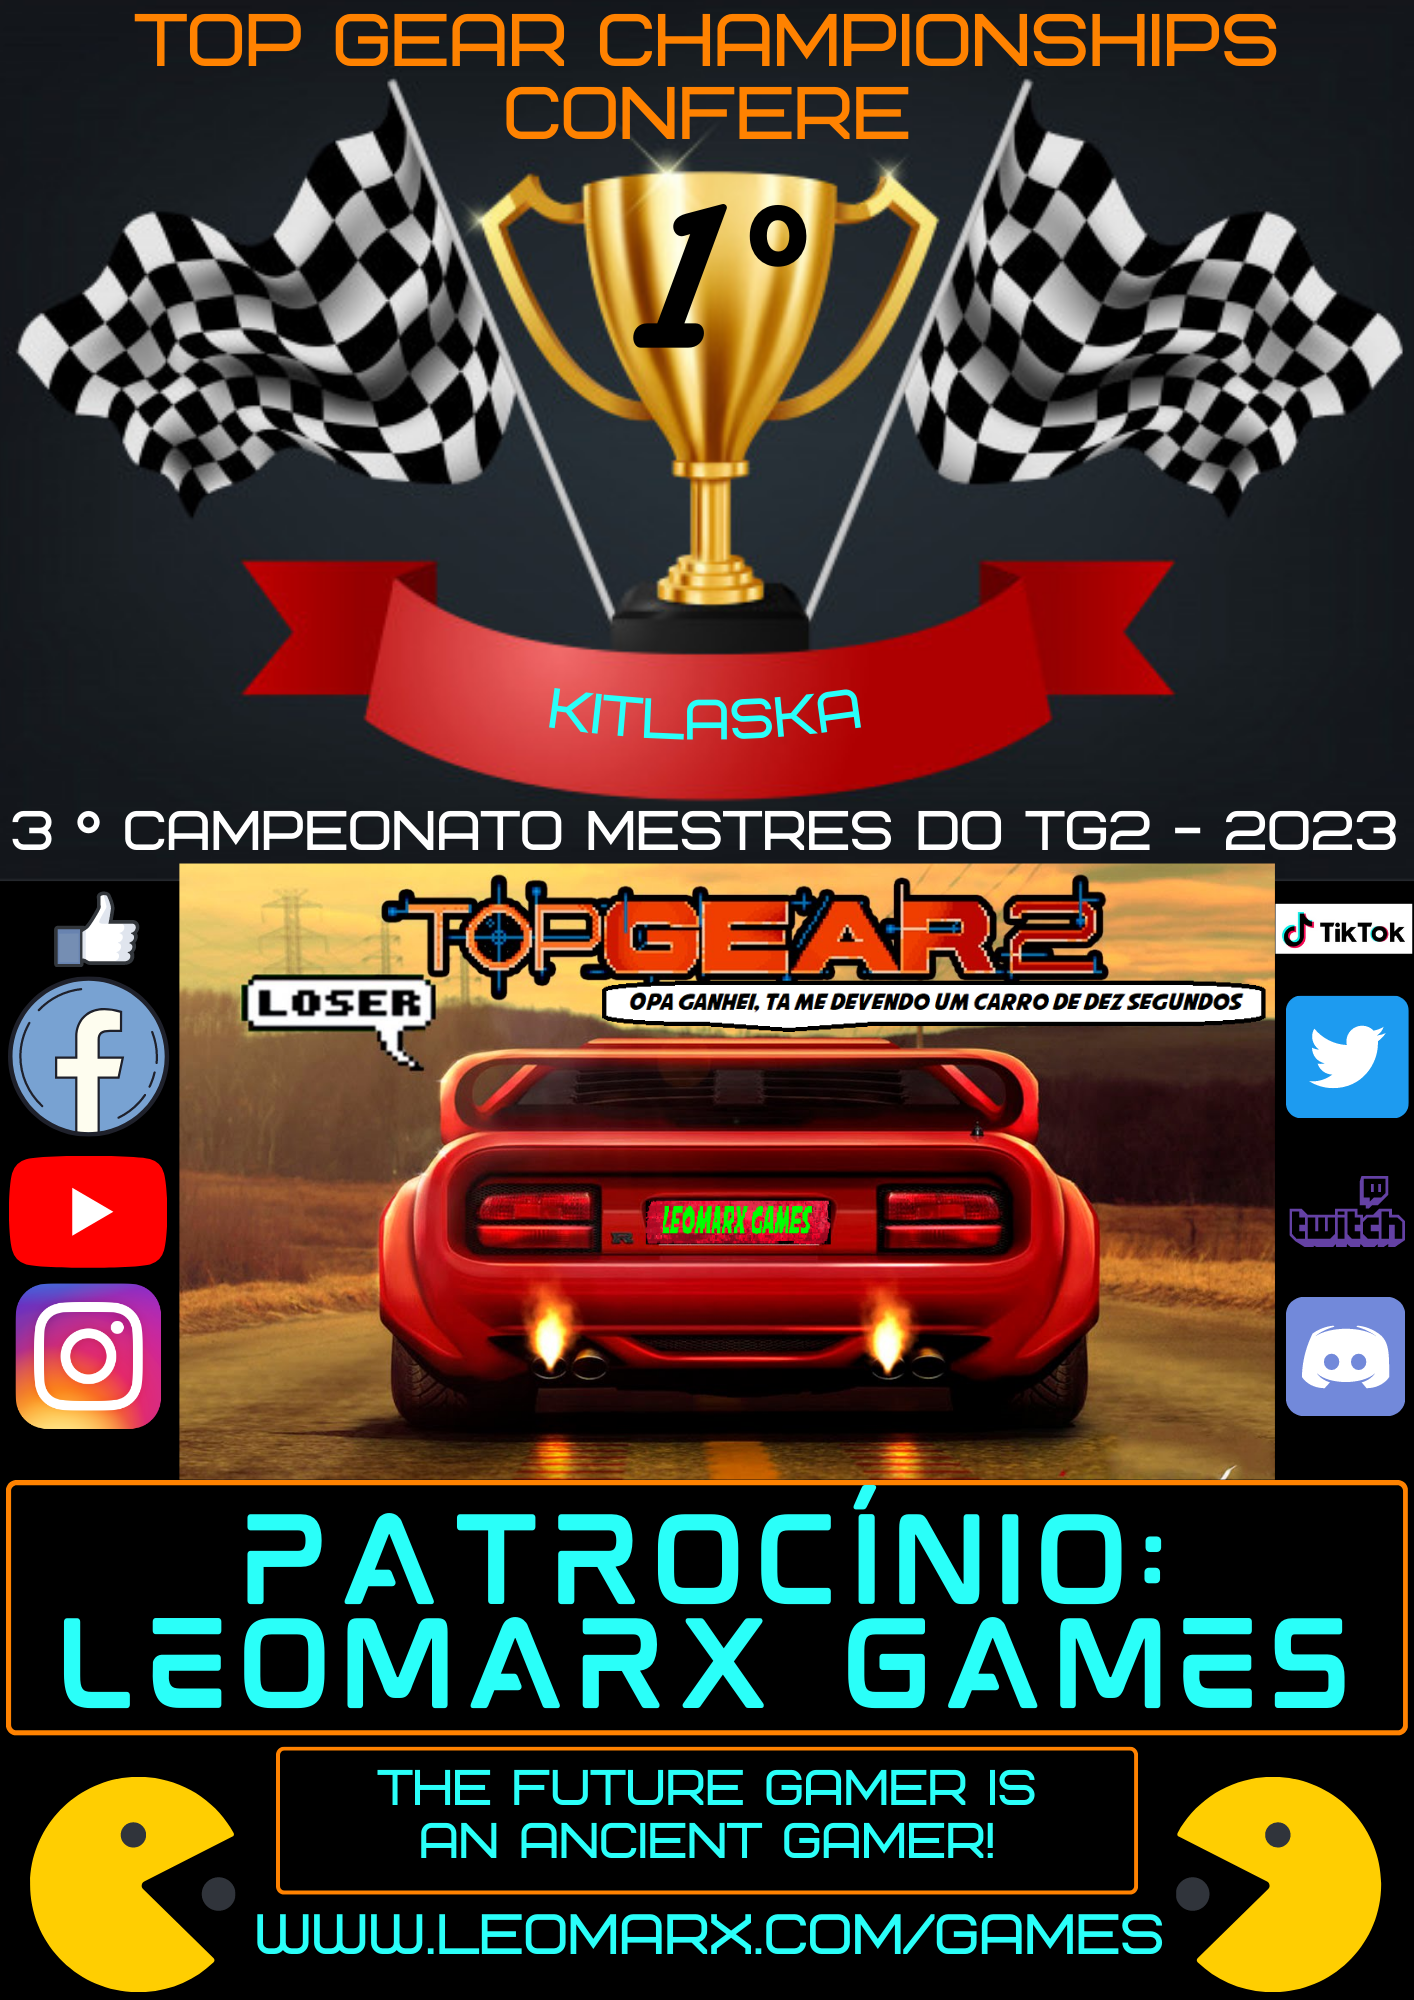 TOP GEAR CHAMPIONSHIPS
CONFERE
1°
KITLASKA
3 ° CAMPEONATO MESTRES DO TG2 - 2023
TOP GEAR 2
LOSER
OPA GANHEI, TA ME DEVENDO UM CARRO DE DEZ SEGUNDOS
TikTok
LEOMARX GAMES
twitch
PATROCÍNIO:
LEOMARX GAMES
THE FUTURE GAMER IS
AN ANCIENT GAMER!
WWW.LEOMARX.COM/GAMES